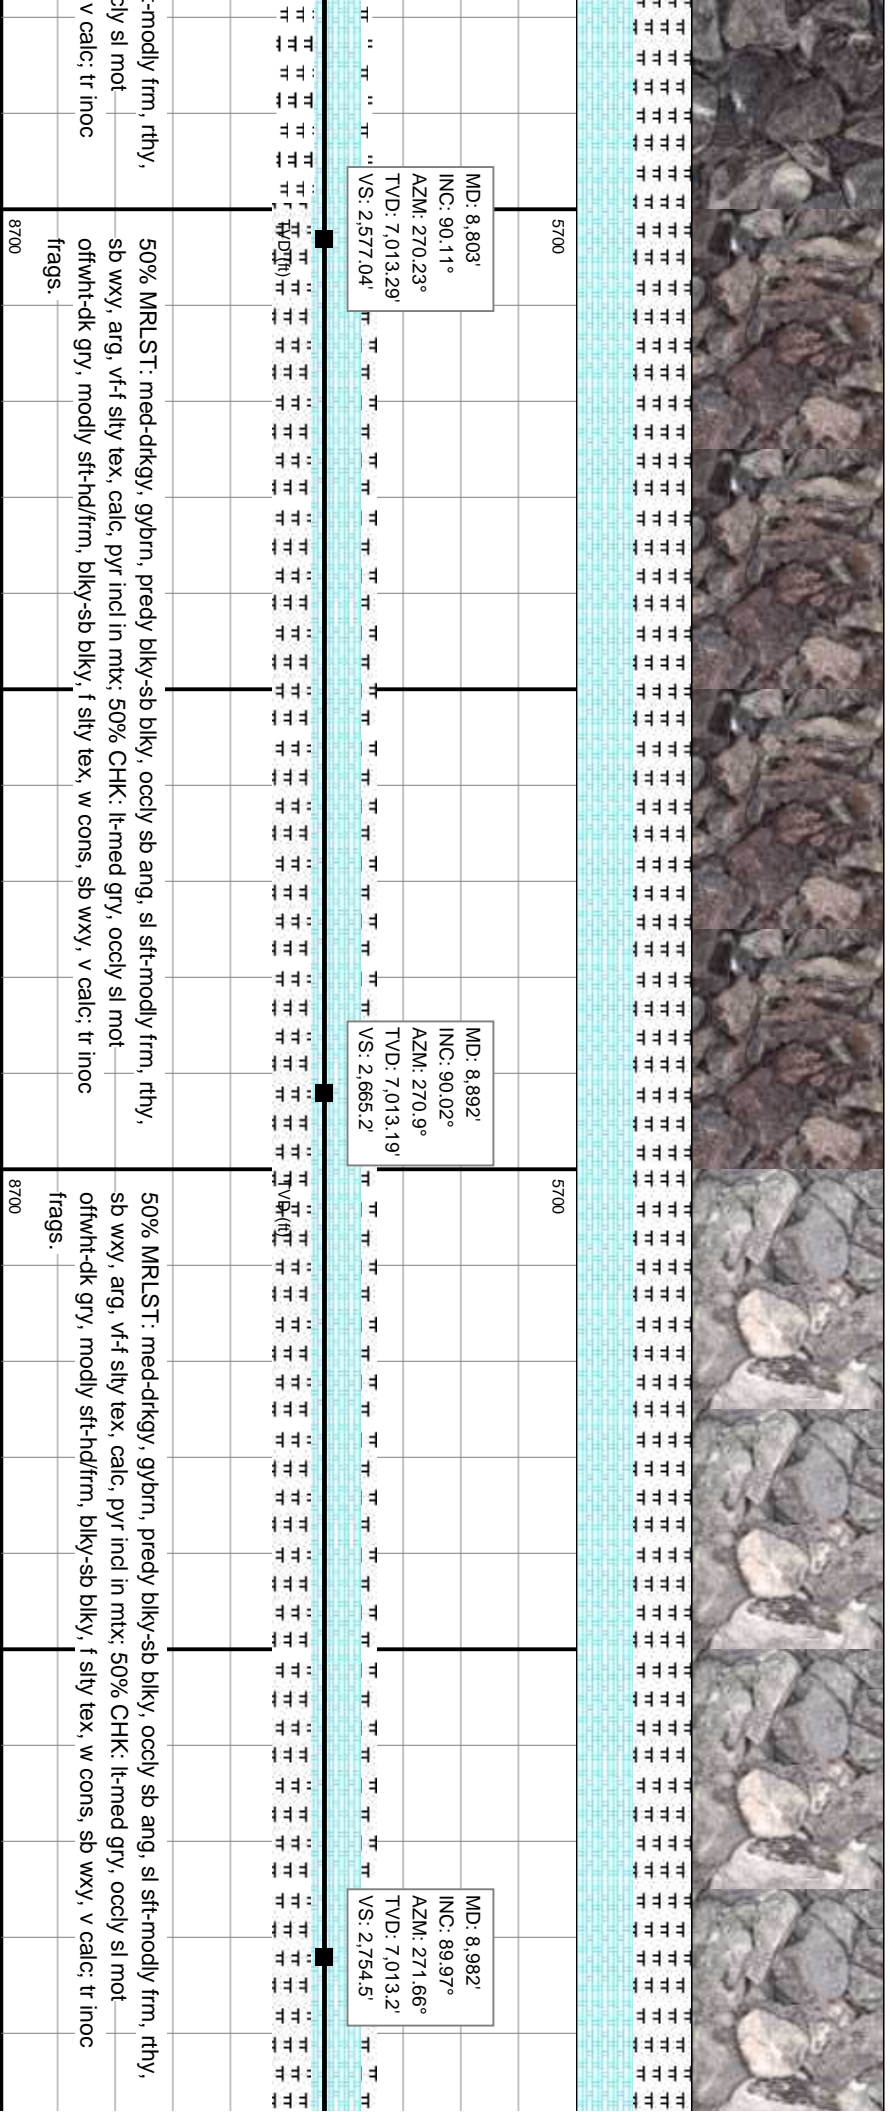 :-modly frm, rthy,
cly sl mot
v calc; tr inoc
MD: 8,803'
INC: 90.11°
AZM: 270.23°
TVD: 7,013.29'
VS: 2,577.04'
5700
TVD (ft)
8700
50% MRLST: med-drkgy, gybrn, predy blky-sb blky, occly sb ang, sl sft-modly frm, rthy,
sb wxy, arg, vf-f slty tex, calc, pyr incl in mtx; 50% CHK: lt-med gry, occly sl mot
offwht-dk gry, modly sft-hd/frm, blky-sb blky, f slty tex, w cons, sb wxy, v calc; tr inoc
frags.
MD: 8,892'
INC: 90.02°
AZM: 270.9°
TVD: 7,013.19'
VS: 2,665.2'
5700
TVD (ft)
8700
50% MRLST: med-drkgy, gybrn, predy blky-sb blky, occly sb ang, sl sft-modly frm, rthy,
sb wxy, arg, vf-f slty tex, calc, pyr incl in mtx; 50% CHK: lt-med gry, occly sl mot
offwht-dk gry, modly sft-hd/frm, blky-sb blky, f slty tex, w cons, sb wxy, v calc; tr inoc
frags.
MD: 8,982'
INC: 89.97°
AZM: 271.66°
TVD: 7,013.2'
VS: 2,754.5'